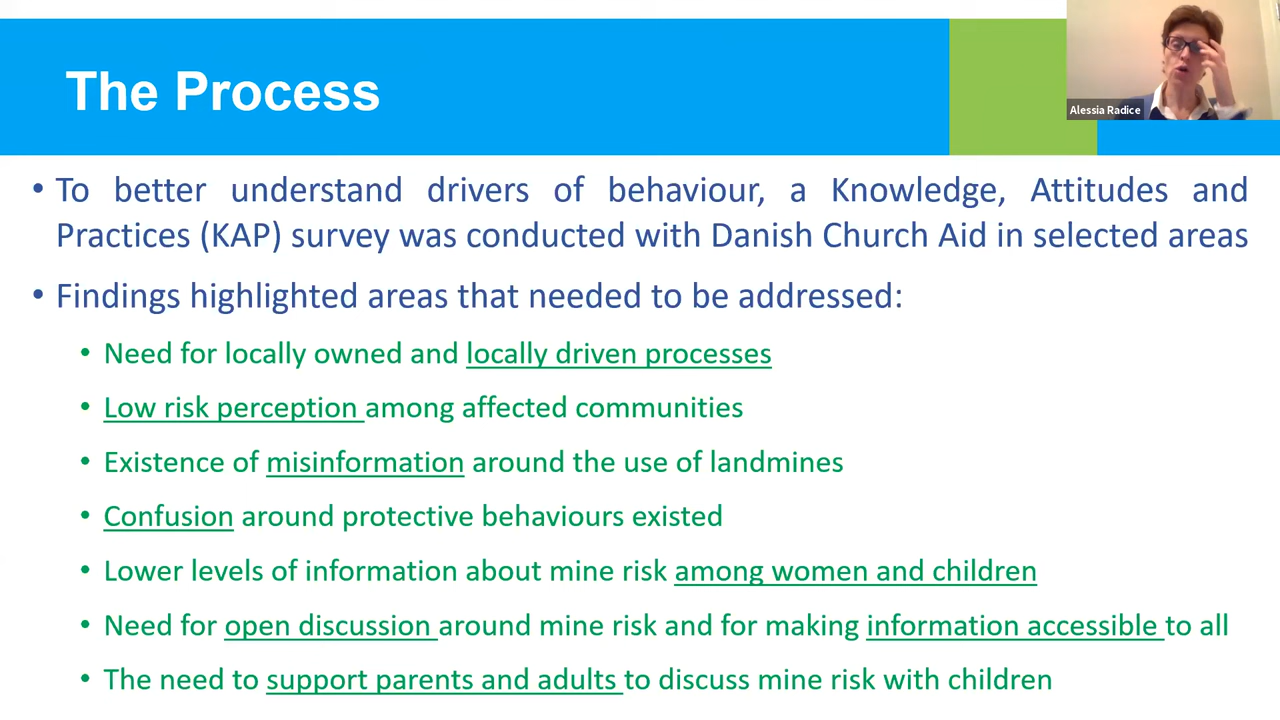 The Process
Alessia Radice
• To better understand drivers of behaviour, a Knowledge, Attitudes and
Practices (KAP) survey was conducted with Danish Church Aid in selected areas
• Findings highlighted areas that needed to be addressed:
• Need for locally owned and locally driven processes
• Low risk perception among affected communities
• Existence of misinformation around the use of landmines
• Confusion around protective behaviours existed
• Lower levels of information about mine risk among women and children
• Need for open discussion around mine risk and for making information accessible to all
• The need to support parents and adults to discuss mine risk with children